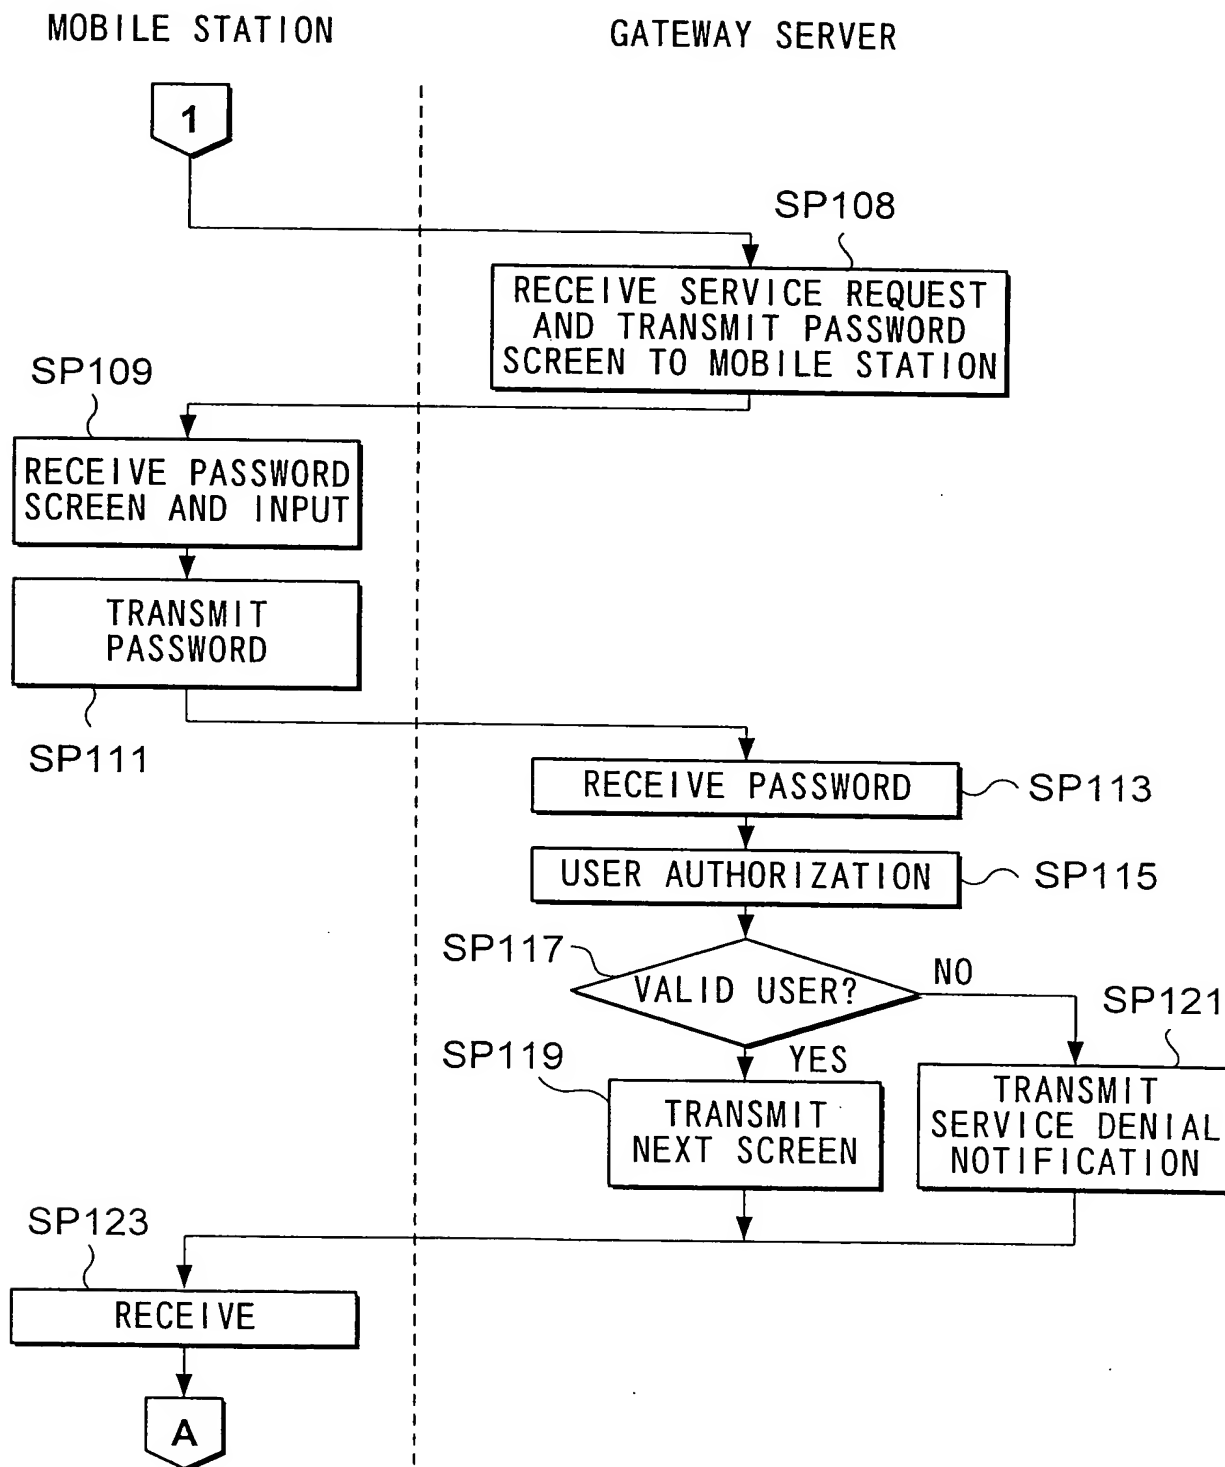 MOBILE STATION
GATEWAY SERVER
1
SP108
RECEIVE SERVICE REQUEST
AND TRANSMIT PASSWORD
SCREEN TO MOBILE STATION
SP109
RECEIVE PASSWORD
SCREEN AND INPUT
TRANSMIT
PASSWORD
SP111
RECEIVE PASSWORD
SP113
USER AUTHORIZATION
SP115
SP117
VALID USER?
NO
SP121
SP119
YES
TRANSMIT
NEXT SCREEN
TRANSMIT
SERVICE DENIAL
NOTIFICATION
SP123
RECEIVE
A